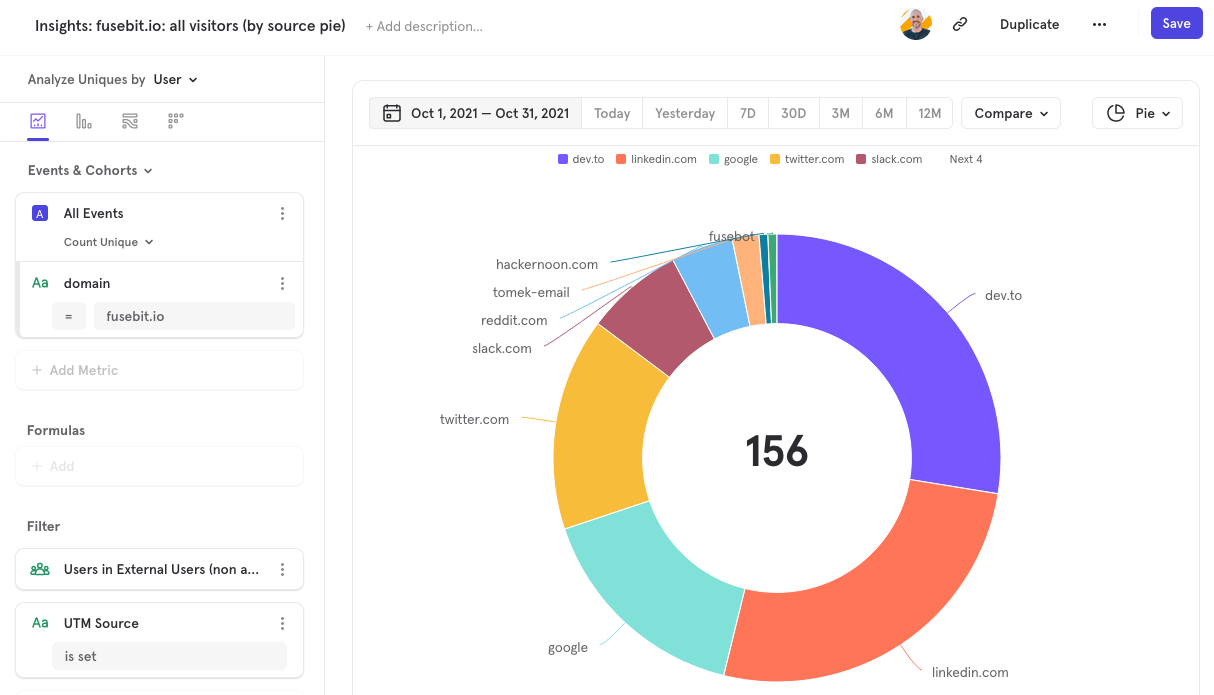 Insights: fusebit.io: all visitors (by source pie) + Add description...
Duplicate
Save
Analyze Uniques by User
Events & Cohorts
A All Events
Count Unique
Aa domain
= fusebit.io
+ Add Metric
Formulas
+ Add
Filter
Users in External Users (non a...
Aa UTM Source
is set
Oct 1, 2021 — Oct 31, 2021 Today Yesterday 7D 30D 3M 6M 12M Compare Pie
dev.to linkedin.com google twitter.com slack.com Next 4
fusebot
hackernoon.com
tomek-email
dev.to
reddit.com
slack.com
twitter.com
156
google
linkedin.com